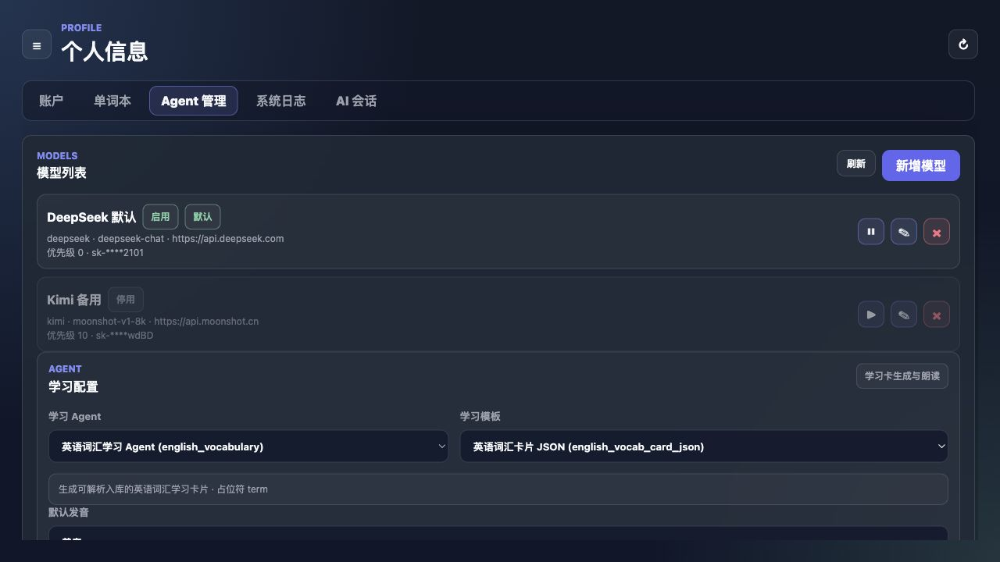 PROFILE
个人信息
账户
单词本
Agent 管理
系统日志
AI 会话
MODELS
模型列表
刷新
新增模型
DeepSeek 默认
启用
默认
deepseek · deepseek-chat · https://api.deepseek.com
优先级 0 · sk-****2101
Kimi 备用
停用
kimi · moonshot-v1-8k · https://api.moonshot.cn
优先级 10 · sk-****wdBD
AGENT
学习配置
学习卡生成与朗读
学习 Agent
学习模板
英语词汇学习 Agent (english_vocabulary)
英语词汇卡片 JSON (english_vocab_card_json)
生成可解析入库的英语词汇学习卡片 · 占位符 term
默认发音